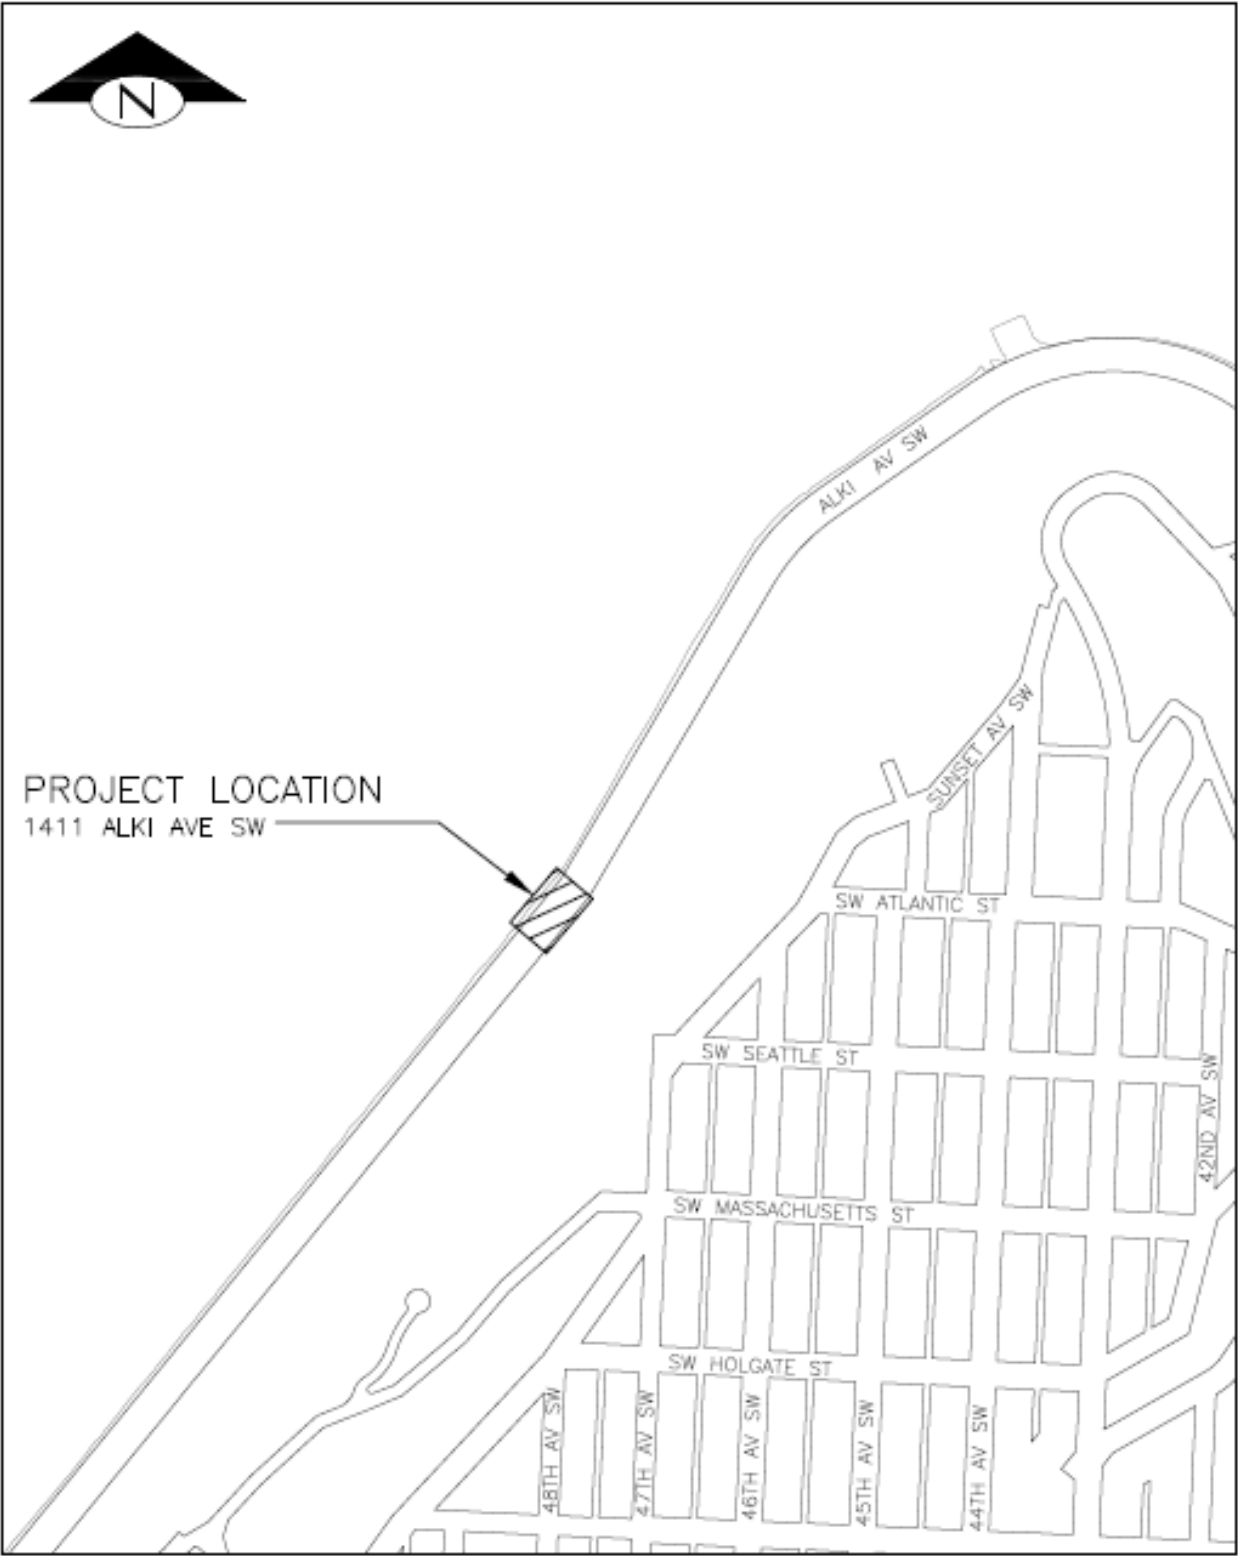 N
ALKI AV SW
SUNSET AV SW
PROJECT LOCATION
1411 ALKI AVE SW
SW ATLANTIC ST
SW SEATTLE ST
42ND AV SW
SW MASSACHUSETTS ST
SW HOLGATE ST
48TH AV SW
47TH AV SW
46TH AV SW
45TH AV SW
44TH AV SW